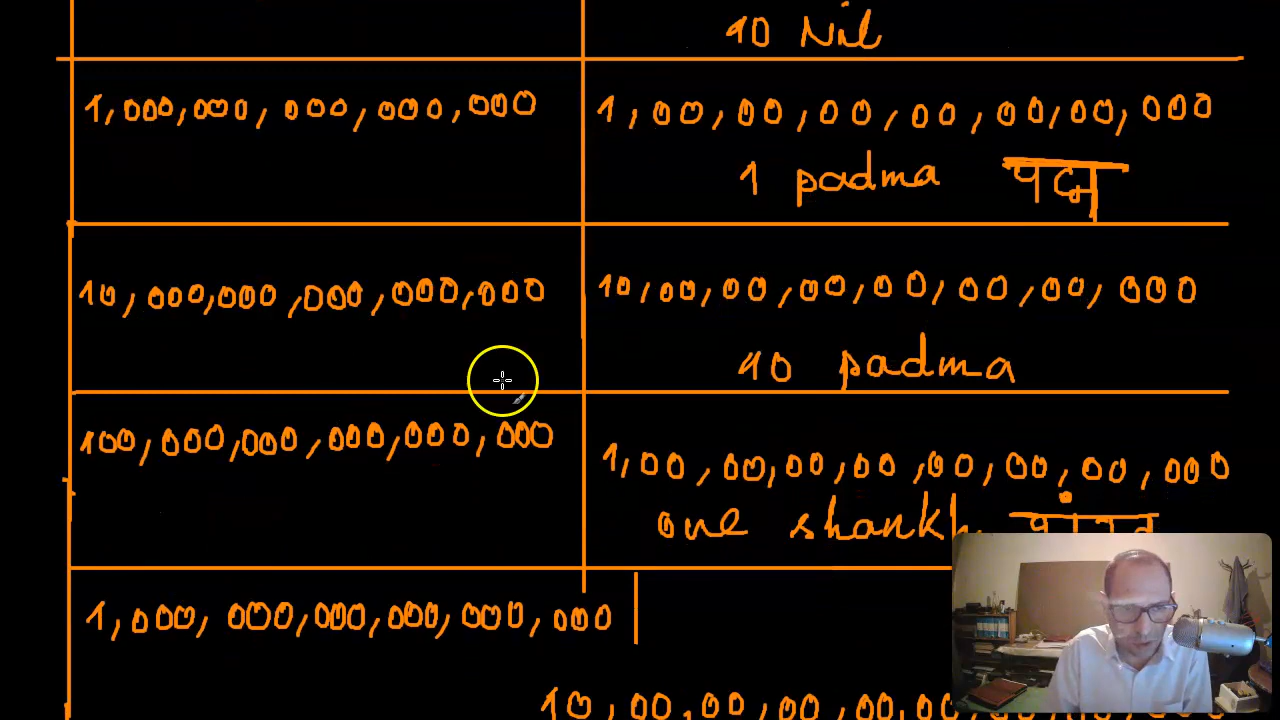 10 Nil
1,000,000,000,000,000
1,00,00,00,00,00,00,000
1 padma पद्म
10,000,000,000,000,000
10,00,00,00,00,00,00,000
10 padma
100,000,000,000,000,000
1,00,00,00,00,00,00,00,000
one shankh
1,000,000,000,000,000,000